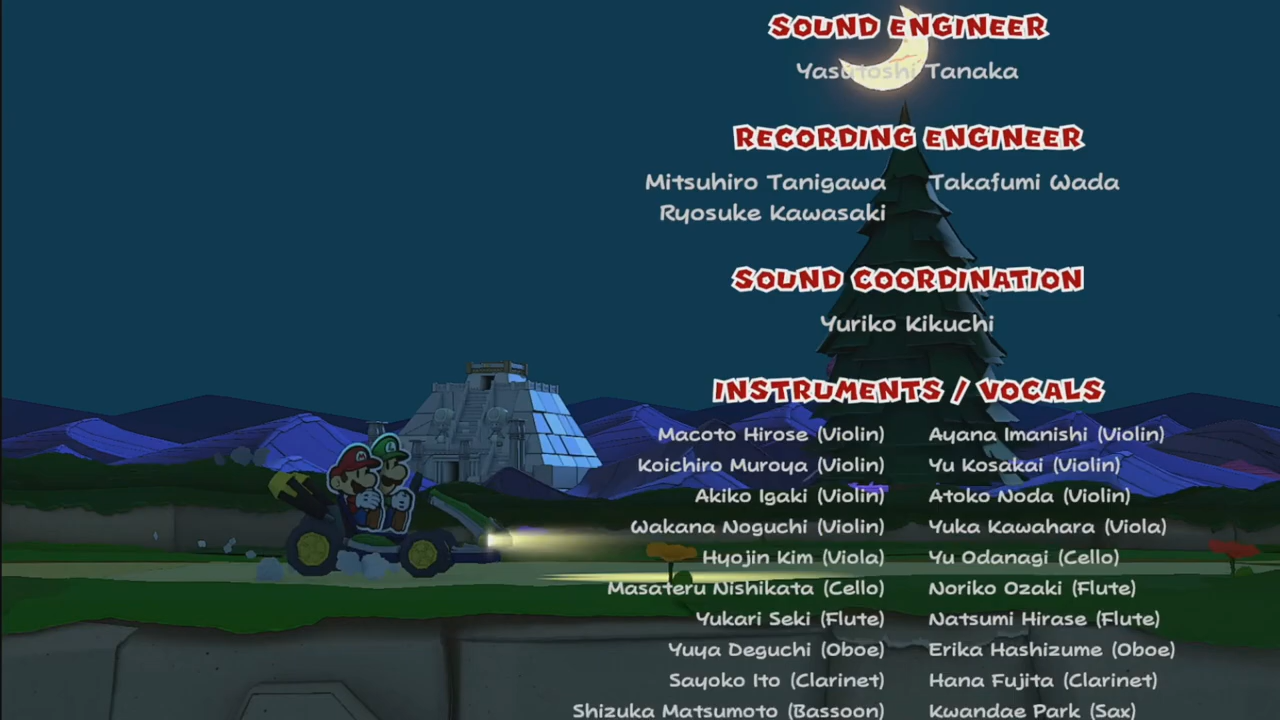 SOUND ENGINEER
Yasutoshi Tanaka
RECORDING ENGINEER
Mitsuhiro Tanigawa Takafumi Wada
Ryosuke Kawasaki
SOUND COORDINATION
Yuriko Kikuchi
INSTRUMENTS / VOCALS
Macoto Hirose (Violin) Ayana Imanishi (Violin)
Koichiro Muroya (Violin) Yu Kosakai (Violin)
Akiko Igaki (Violin) Atoko Noda (Violin)
Wakana Noguchi (Violin) Yuka Kawahara (Viola)
Hyojin Kim (Viola) Yu Odanagi (Cello)
Masateru Nishikata (Cello) Noriko Ozaki (Flute)
Yukari Seki (Flute) Natsumi Hirase (Flute)
Yuya Deguchi (Oboe) Erika Hashizume (Oboe)
Sayoko Ito (Clarinet) Hana Fujita (Clarinet)
Shizuka Matsumoto (Bassoon) Kwandae Park (Sax)